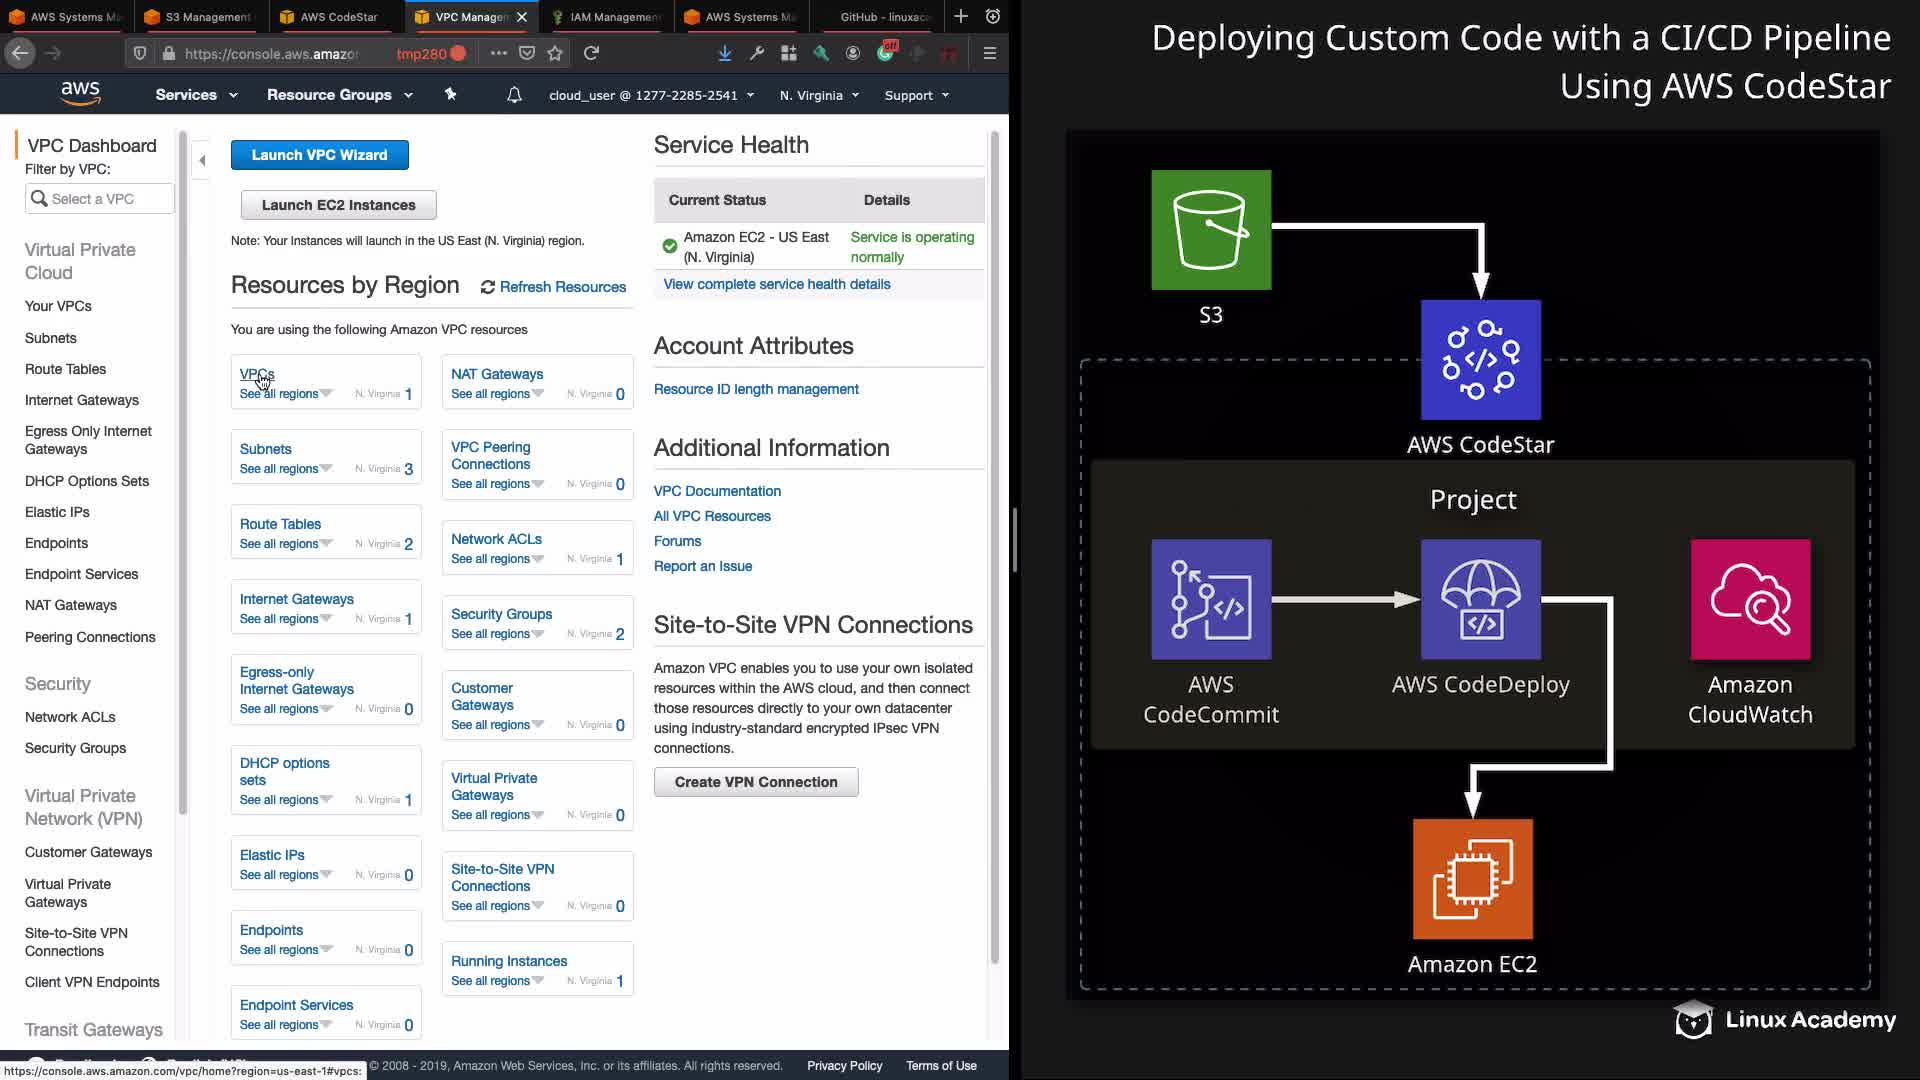 AWS Systems Ma
S3 Management
AWS CodeStar
VPC Managem
IAM Managemen
AWS Systems Ma
GitHub - linuxaca
https://console.aws.amazon
tmp280
off
aws
Services
Resource Groups
cloud_user @ 1277-2285-2541
N. Virginia
Support
VPC Dashboard
Filter by VPC:
Select a VPC
Virtual Private
Cloud
Your VPCs
Subnets
Route Tables
Internet Gateways
Egress Only Internet
Gateways
DHCP Options Sets
Elastic IPs
Endpoints
Endpoint Services
NAT Gateways
Peering Connections
Security
Network ACLs
Security Groups
Virtual Private
Network (VPN)
Customer Gateways
Virtual Private
Gateways
Site-to-Site VPN
Connections
Client VPN Endpoints
Transit Gateways
Launch VPC Wizard
Launch EC2 Instances
Note: Your Instances will launch in the US East (N. Virginia) region.
Resources by Region
Refresh Resources
You are using the following Amazon VPC resources
VPCs
See all regions N. Virginia 1
NAT Gateways
See all regions N. Virginia 0
Subnets
See all regions N. Virginia 3
VPC Peering
Connections
See all regions N. Virginia 0
Route Tables
See all regions N. Virginia 2
Network ACLs
See all regions N. Virginia 1
Internet Gateways
See all regions N. Virginia 1
Security Groups
See all regions N. Virginia 2
Egress-only
Internet Gateways
See all regions N. Virginia 0
Customer
Gateways
See all regions N. Virginia 0
DHCP options
sets
See all regions N. Virginia 1
Virtual Private
Gateways
See all regions N. Virginia 0
Elastic IPs
See all regions N. Virginia 0
Site-to-Site VPN
Connections
See all regions N. Virginia 0
Endpoints
See all regions N. Virginia 0
Running Instances
See all regions N. Virginia 1
Endpoint Services
See all regions N. Virginia 0
Service Health
Current Status Details
Amazon EC2 - US East
(N. Virginia)
Service is operating
normally
View complete service health details
Account Attributes
Resource ID length management
Additional Information
VPC Documentation
All VPC Resources
Forums
Report an Issue
Site-to-Site VPN Connections
Amazon VPC enables you to use your own isolated
resources within the AWS cloud, and then connect
those resources directly to your own datacenter
using industry-standard encrypted IPsec VPN
connections.
Create VPN Connection
https://console.aws.amazon.com/vpc/home?region=us-east-1#vpcs:
© 2008 - 2019, Amazon Web Services, Inc. or its affiliates. All rights reserved.
Privacy Policy
Terms of Use
Deploying Custom Code with a CI/CD Pipeline
Using AWS CodeStar
S3
AWS CodeStar
Project
AWS
CodeCommit
AWS CodeDeploy
Amazon
CloudWatch
Amazon EC2
Linux Academy